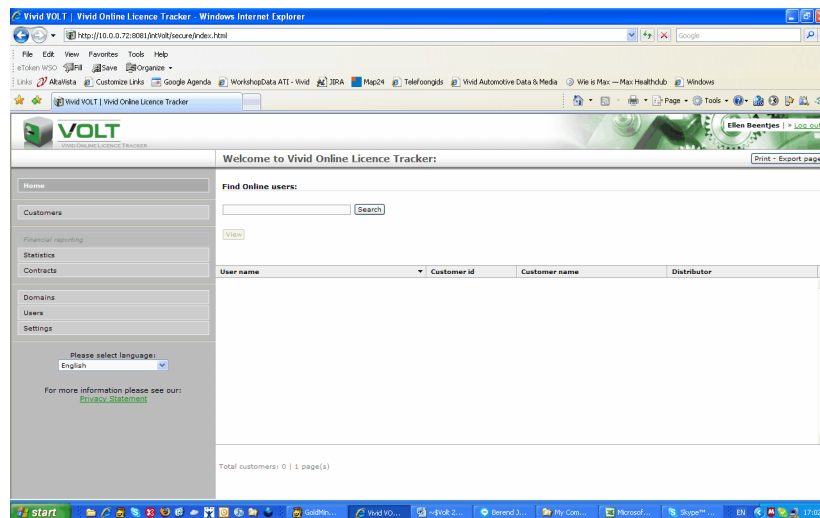 Vivid VOLT | Vivid Online Licence Tracker - Windows Internet Explorer
http://10.0.0.72:8081/intVolt/secure/index.html
Google
File Edit View Favorites Tools Help
eToken WSO Fill Save Organize
Links AltaVista Customize Links Google Agenda WorkshopData ATI - Vivid JIRA Map24 Telefoongids Vivid Automotive Data & Media Wie is Max — Max Healthclub Windows
Vivid VOLT | Vivid Online Licence Tracker
Page Tools
VOLT
VIVID ONLINE LICENCE TRACKER
Ellen Beentjes | » Log out
Welcome to Vivid Online Licence Tracker:
Print - Export page
Home
Find Online users:
Customers
Search
Financial reporting
View
Statistics
Contracts
User name Customer id Customer name Distributor
Domains
Users
Settings
Please select language:
English
For more information please see our:
Privacy Statement
Total customers: 0 | 1 page(s)
start
GoldMin...
Vivid VO...
~$Volt 2...
Berend J...
My Com...
Microsof...
Skype™ ...
EN
17:02